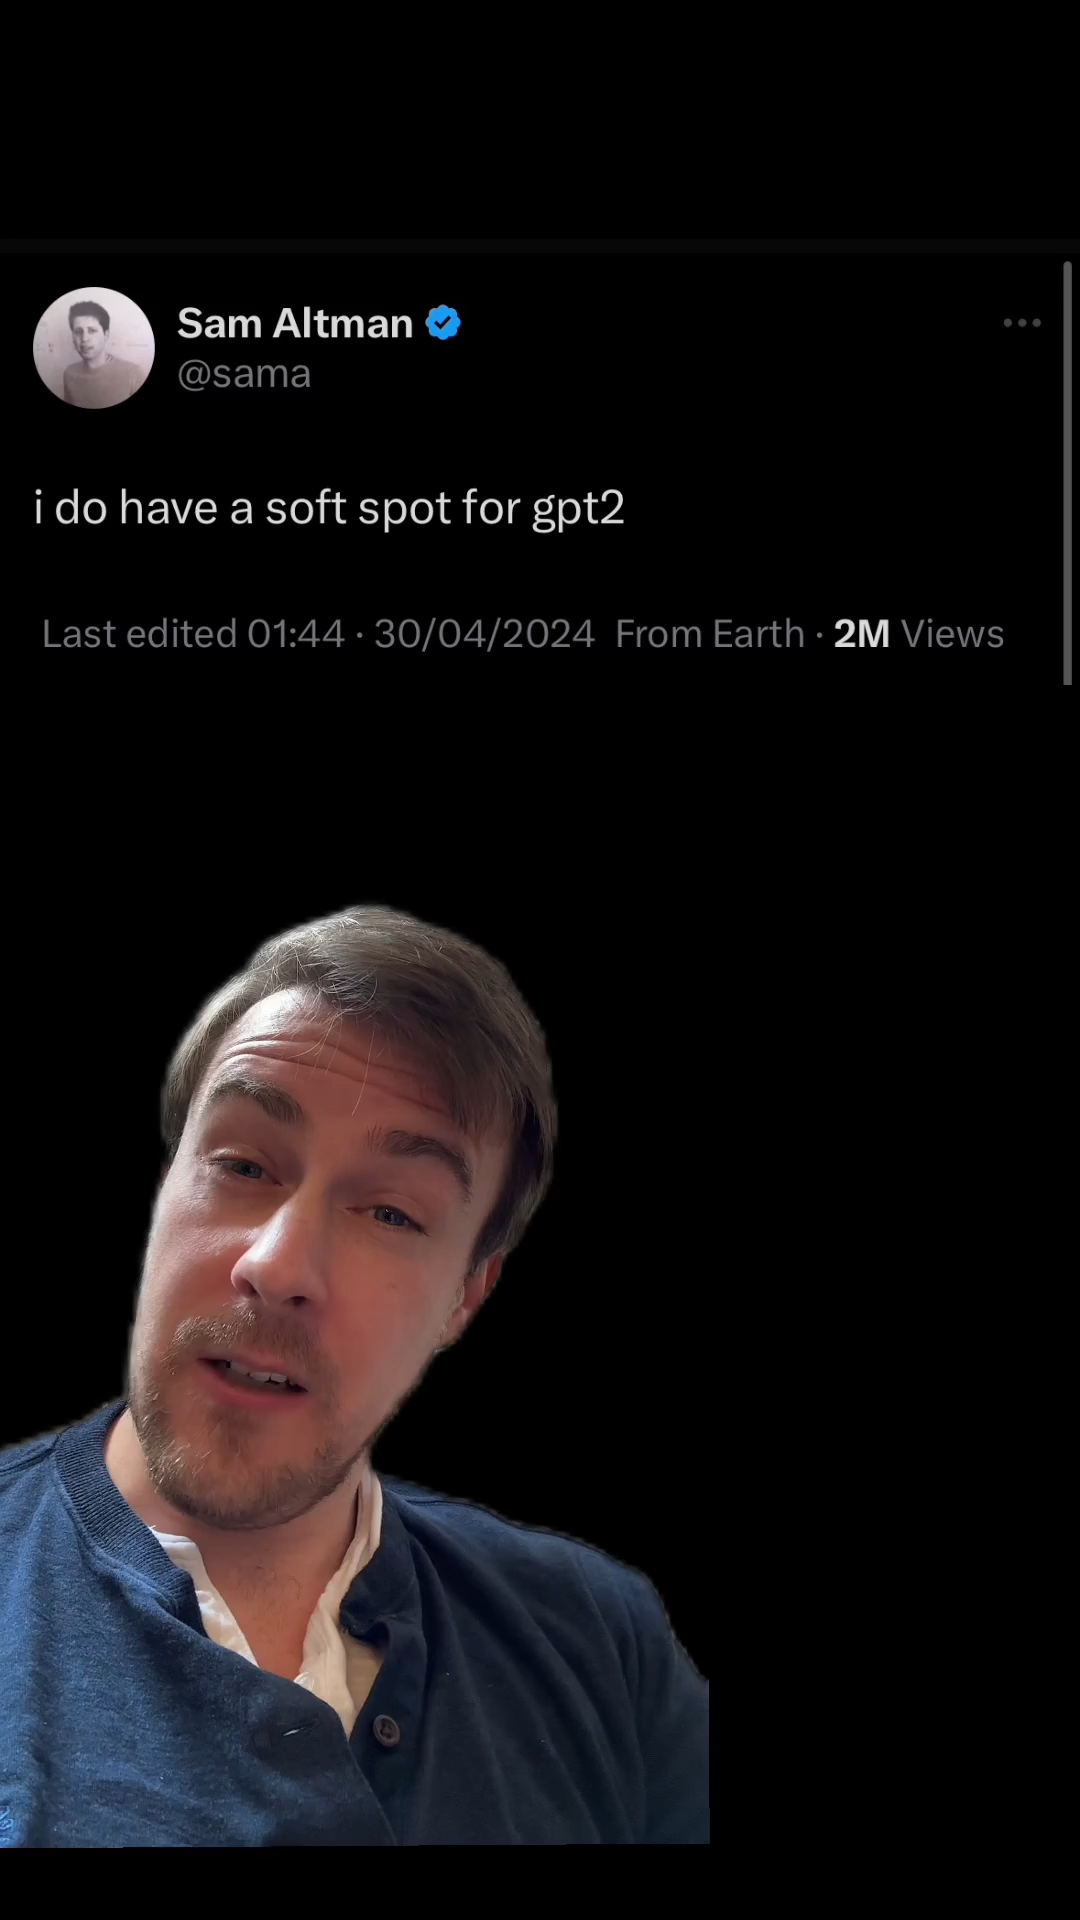 Sam Altman
@sama
i do have a soft spot for gpt2
Last edited 01:44 · 30/04/2024 From Earth · 2M Views